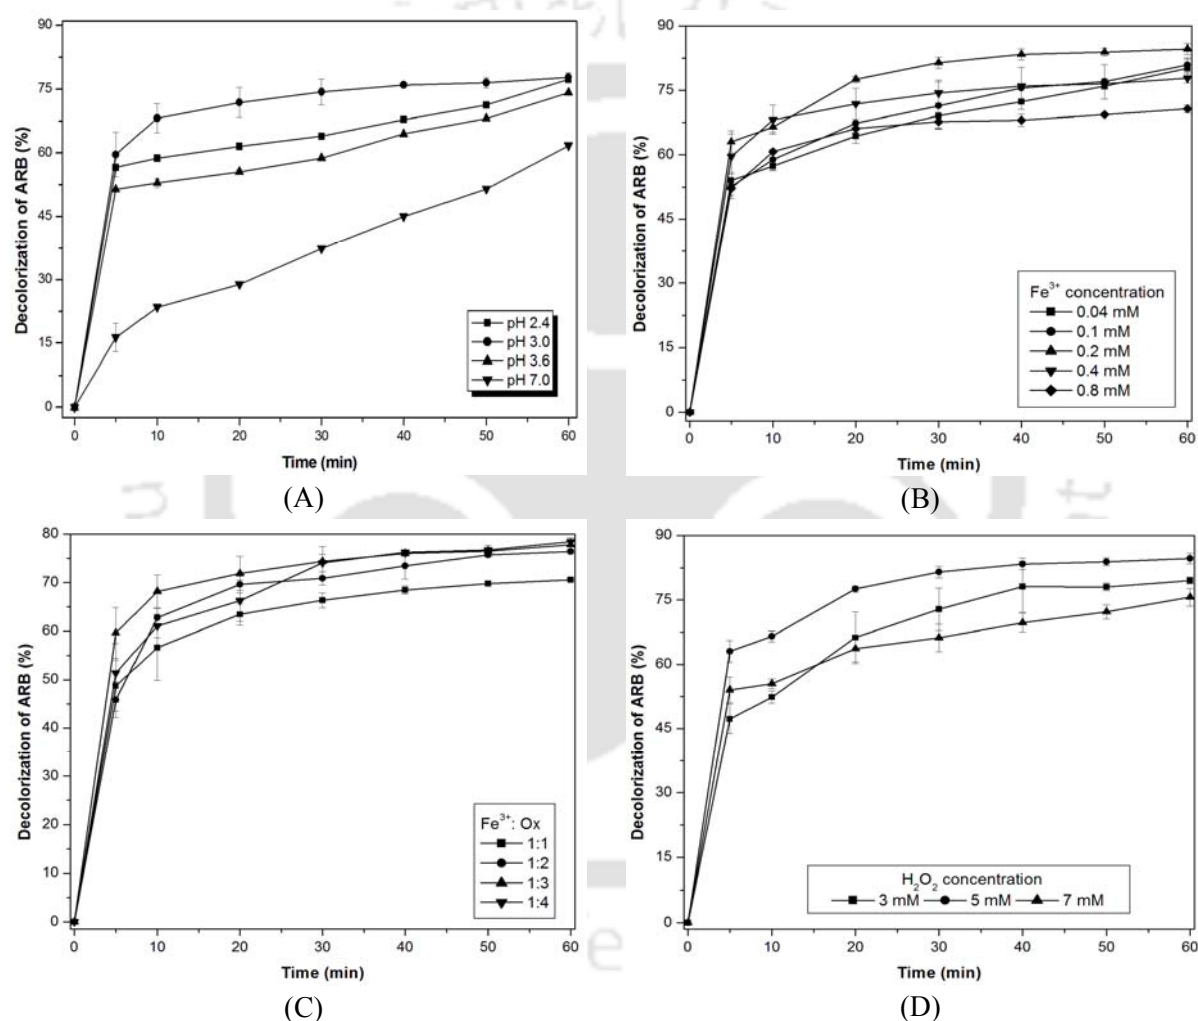 90
75
60
45
30
15
0
Decolorization of ARB (%)
pH 2.4
pH 3.0
pH 3.6
pH 7.0
0 10 20 30 40 50 60
Time (min)
(A)
90
75
60
45
30
15
0
Decolorization of ARB (%)
Fe³⁺ concentration
0.04 mM
0.1 mM
0.2 mM
0.4 mM
0.8 mM
0 10 20 30 40 50 60
Time (min)
(B)
80
70
60
50
40
30
20
10
0
Decolorization of ARB (%)
Fe³⁺: Ox
1:1
1:2
1:3
1:4
0 10 20 30 40 50 60
Time (min)
(C)
90
75
60
45
30
15
0
Decolorization of ARB (%)
H₂O₂ concentration
3 mM 5 mM 7 mM
0 10 20 30 40 50 60
Time (min)
(D)